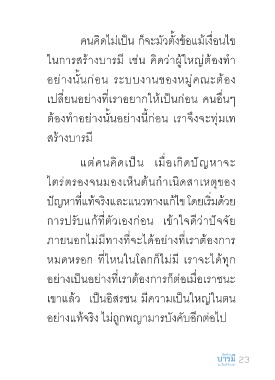 คนคิดไม่เป็น ก็จะมัวตั้งข้อแม้เงื่อนไข
ในการสร้างบารมี เช่น คิดว่าผู้ใหญ่ต้องทำ
อย่างนั้นก่อน ระบบงานของหมู่คณะต้อง
เปลี่ยนอย่างที่เราอยากให้เป็นก่อน คนอื่นๆ
ต้องทำอย่างนั้นอย่างนี้ก่อน เราจึงจะทุ่มเท
สร้างบารมี
แต่คนคิดเป็น เมื่อเกิดปัญหาจะ
ไตร่ตรองจนมองเห็นต้นกำเนิดสาเหตุของ
ปัญหาที่แท้จริงและแนวทางแก้ไข โดยเริ่มด้วย
การปรับแก้ที่ตัวเองก่อน เข้าใจดีว่าปัจจัย
ภายนอกไม่มีทางที่จะได้อย่างที่เราต้องการ
หมดหรอก ที่ไหนในโลกก็ไม่มี เราจะได้ทุก
อย่างเป็นอย่างที่เราต้องการก็ต่อเมื่อเราชนะ
เขาแล้ว เป็นอิสรชน มีความเป็นใหญ่ในตน
อย่างแท้จริง ไม่ถูกพญามารบังคับอีกต่อไป
บารมี 23